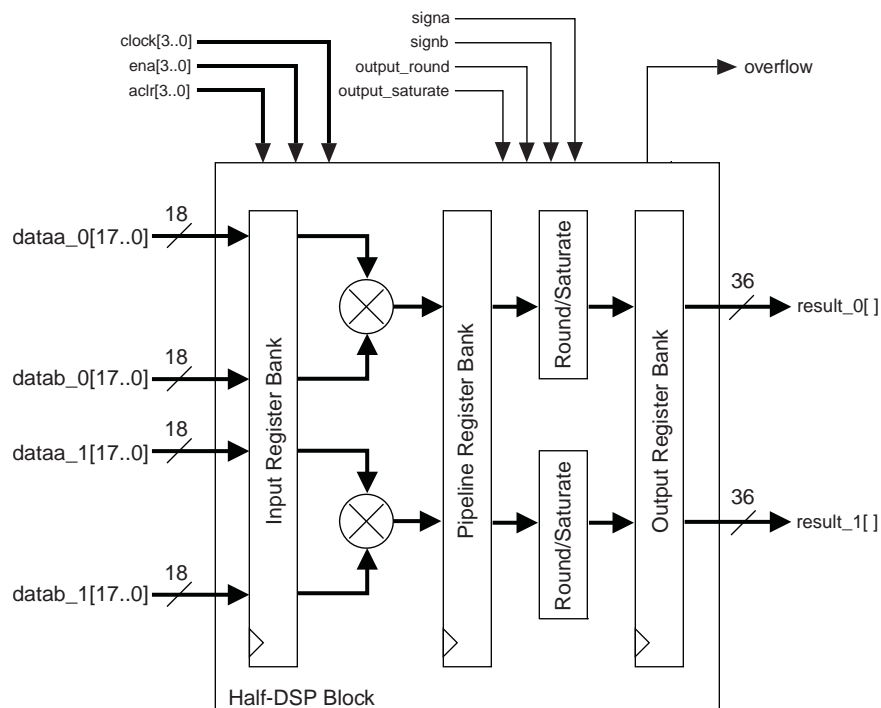 signa
clock[3..0]
signb
ena[3..0]
output_round
overflow
aclr[3..0]
output_saturate
18
dataa_0[17..0]
Input Register Bank
Pipeline Register Bank
Round/Saturate
Output Register Bank
36
result_0[ ]
18
datab_0[17..0]
18
dataa_1[17..0]
Round/Saturate
36
result_1[ ]
18
datab_1[17..0]
Half-DSP Block